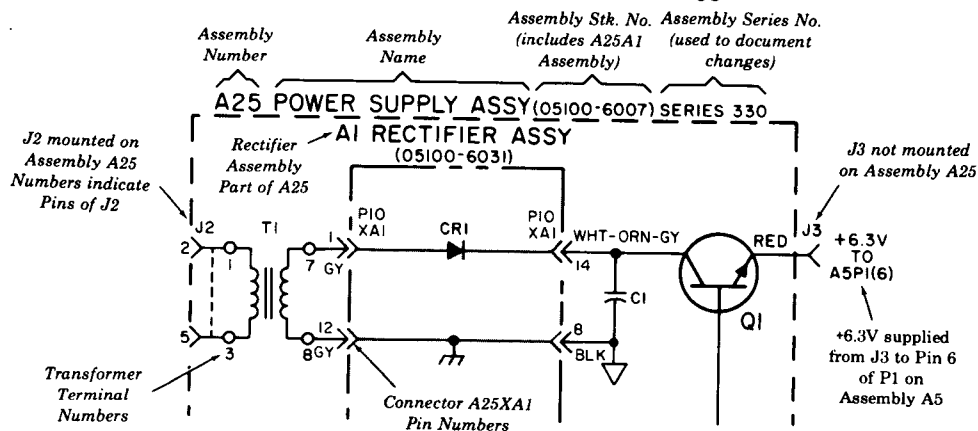 Assembly Number
Assembly Name
Assembly Stk. No. (includes A25A1 Assembly)
Assembly Series No. (used to document changes)
A25 POWER SUPPLY ASSY (05100-6007) SERIES 330
A1 RECTIFIER ASSY
(05100-6031)
J2 mounted on
Assembly A25
Numbers indicate
Pins of J2
Rectifier
Assembly
Part of A25
J3 not mounted
on Assembly A25
J2
T1
P10
XA1
CR1
P10
XA1
WHT-ORN-GY
RED
J3
2
1
7
1
GY
14
+6.3V
TO
A5P1(6)
C1
Q1
5
3
8
12
GY
8
BLK
+6.3V supplied
from J3 to Pin 6
of P1 on
Assembly A5
Transformer
Terminal
Numbers
Connector A25XA1
Pin Numbers